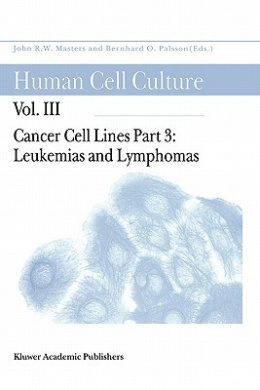 John R.W. Masters and Bernhard O. Palsson(Eds.)
Human Cell Culture
Vol. III
Cancer Cell Lines Part 3:
Leukemias and Lymphomas
Kluwer Academic Publishers